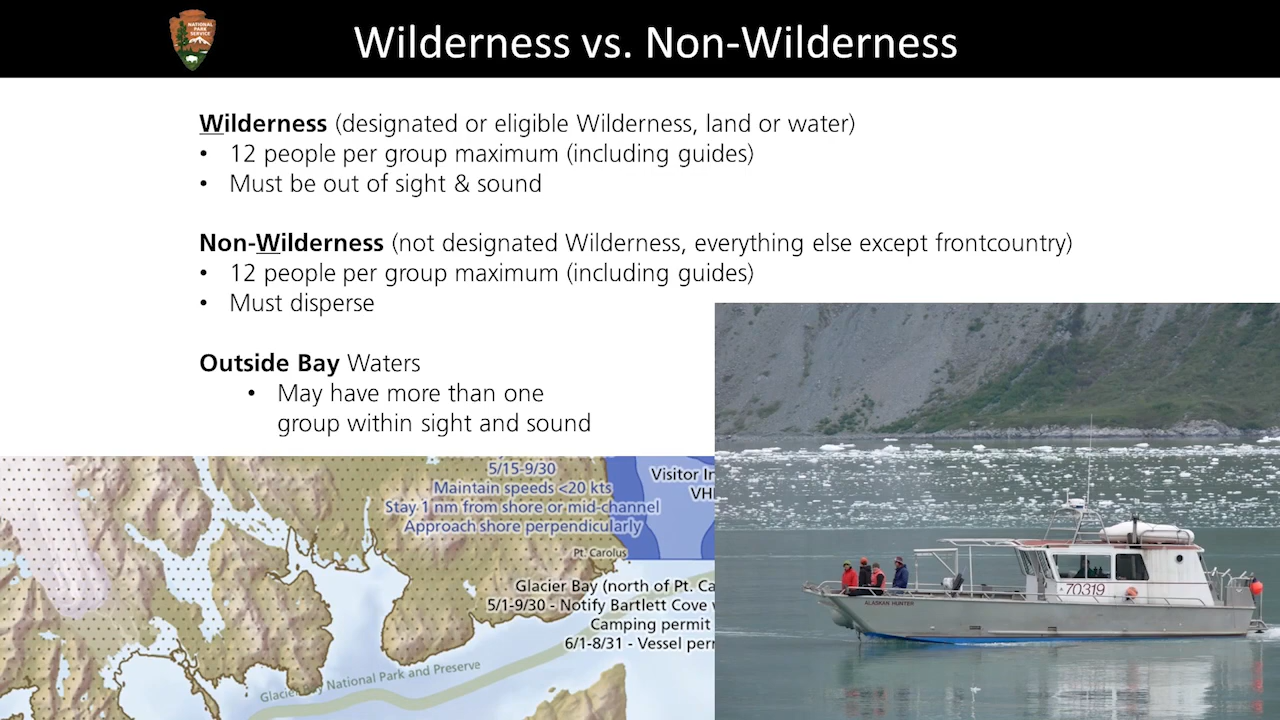 NATIONAL
PARK
SERVICE
Wilderness vs. Non-Wilderness
Wilderness (designated or eligible Wilderness, land or water)
• 12 people per group maximum (including guides)
• Must be out of sight & sound
Non-Wilderness (not designated Wilderness, everything else except frontcountry)
• 12 people per group maximum (including guides)
• Must disperse
Outside Bay Waters
• May have more than one
group within sight and sound
5/15-9/30
Maintain speeds <20 kts
Stay 1 nm from shore or mid-channel
Approach shore perpendicularly
Visitor In
VH
Pt. Carolus
Glacier Bay (north of Pt. Ca
5/1-9/30 - Notify Bartlett Cove
Camping permit
6/1-8/31 - Vessel per
Glacier Bay National Park and Preserve
ALASKAN HUNTER
70319